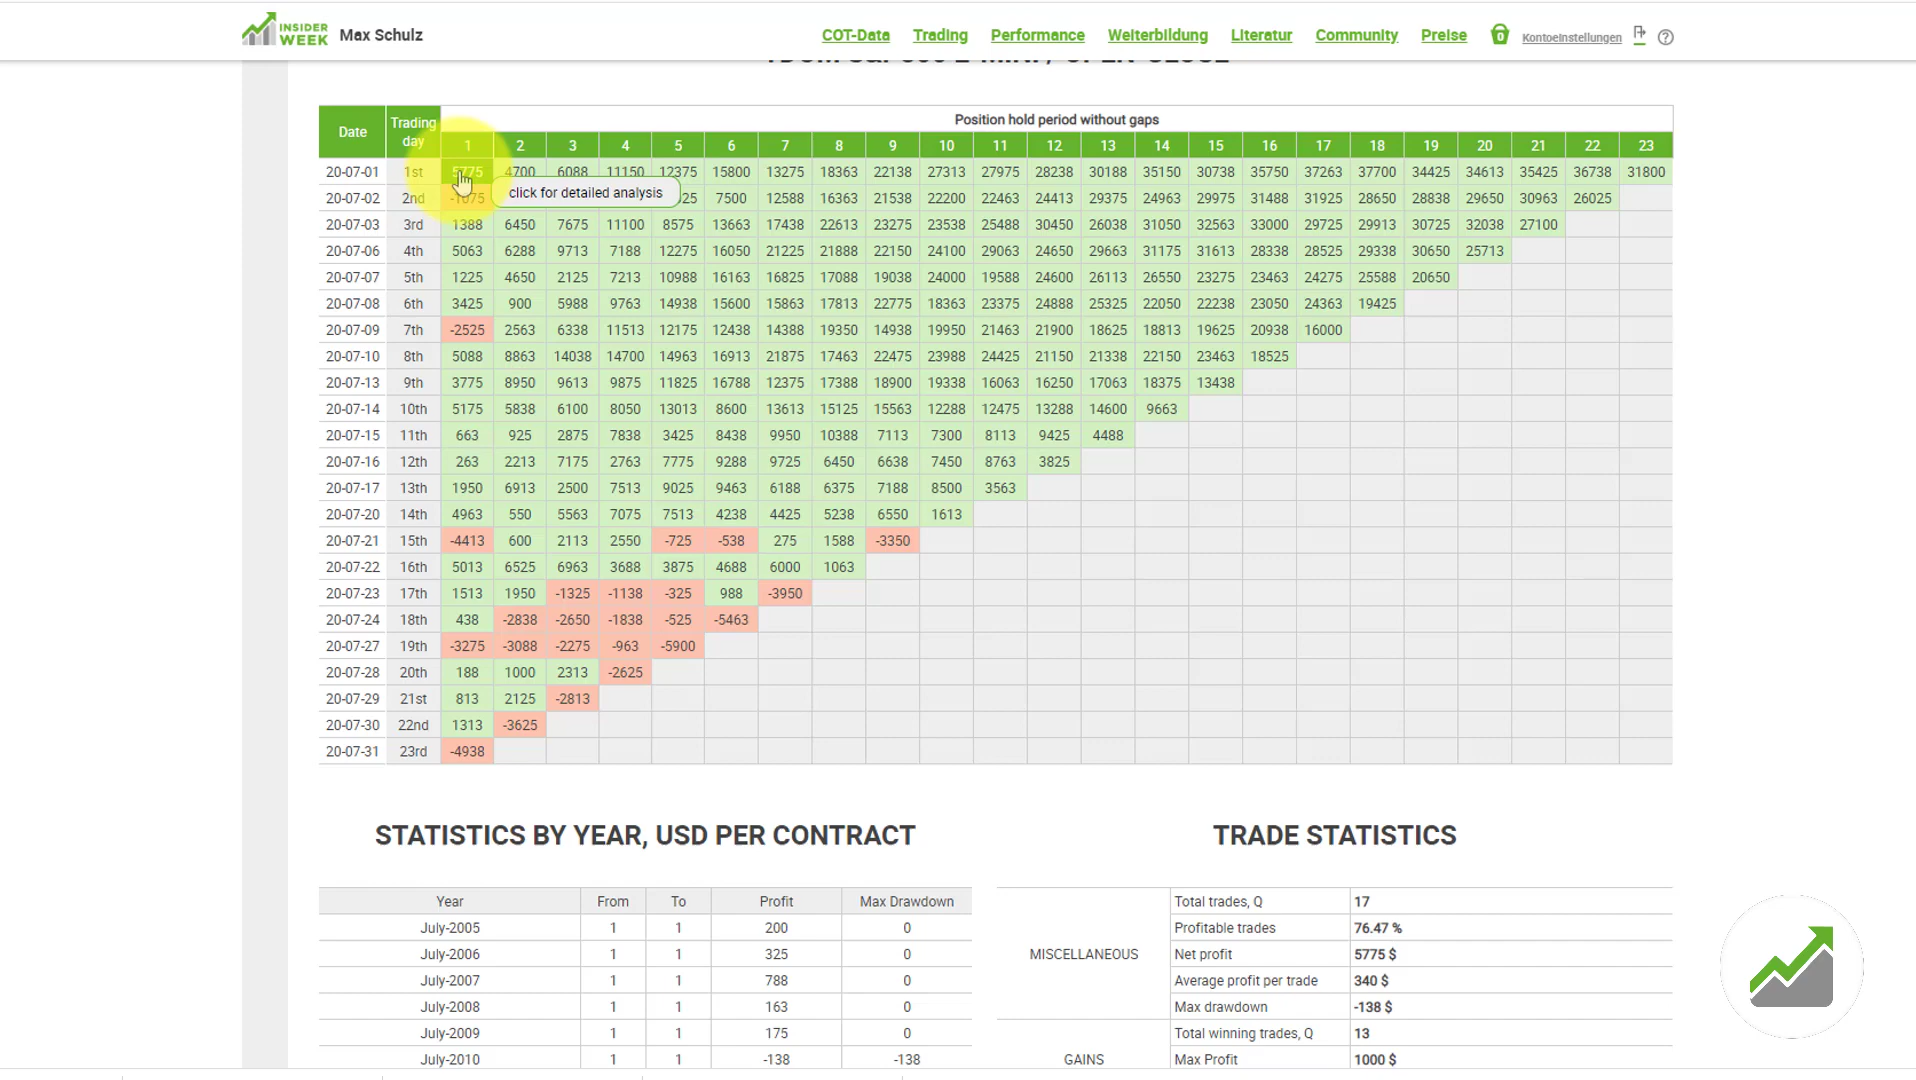 INSIDER
WEEK
Max Schulz
COT-Data Trading Performance Weiterbildung Literatur Community Preise 0 Kontoeinstellungen ?
Date Trading day Position hold period without gaps
1 2 3 4 5 6 7 8 9 10 11 12 13 14 15 16 17 18 19 20 21 22 23
20-07-01 1st 5775 4700 6088 11150 12375 15800 13275 18363 22138 27313 27975 28238 30188 35150 30738 35750 37263 37700 34425 34613 35425 36738 31800
click for detailed analysis
20-07-02 2nd -1075 25 7500 12588 16363 21538 22200 22463 24413 29375 24963 29975 31488 31925 28650 28838 29650 30963 26025
20-07-03 3rd 1388 6450 7675 11100 8575 13663 17438 22613 23275 23538 25488 30450 26038 31050 32563 33000 29725 29913 30725 32038 27100
20-07-06 4th 5063 6288 9713 7188 12275 16050 21225 21888 22150 24100 29063 24650 29663 31175 31613 28338 28525 29338 30650 25713
20-07-07 5th 1225 4650 2125 7213 10988 16163 16825 17088 19038 24000 19588 24600 26113 26550 23275 23463 24275 25588 20650
20-07-08 6th 3425 900 5988 9763 14938 15600 15863 17813 22775 18363 23375 24888 25325 22050 22238 23050 24363 19425
20-07-09 7th -2525 2563 6338 11513 12175 12438 14388 19350 14938 19950 21463 21900 18625 18813 19625 20938 16000
20-07-10 8th 5088 8863 14038 14700 14963 16913 21875 17463 22475 23988 24425 21150 21338 22150 23463 18525
20-07-13 9th 3775 8950 9613 9875 11825 16788 12375 17388 18900 19338 16063 16250 17063 18375 13438
20-07-14 10th 5175 5838 6100 8050 13013 8600 13613 15125 15563 12288 12475 13288 14600 9663
20-07-15 11th 663 925 2875 7838 3425 8438 9950 10388 7113 7300 8113 9425 4488
20-07-16 12th 263 2213 7175 2763 7775 9288 9725 6450 6638 7450 8763 3825
20-07-17 13th 1950 6913 2500 7513 9025 9463 6188 6375 7188 8500 3563
20-07-20 14th 4963 550 5563 7075 7513 4238 4425 5238 6550 1613
20-07-21 15th -4413 600 2113 2550 -725 -538 275 1588 -3350
20-07-22 16th 5013 6525 6963 3688 3875 4688 6000 1063
20-07-23 17th 1513 1950 -1325 -1138 -325 988 -3950
20-07-24 18th 438 -2838 -2650 -1838 -525 -5463
20-07-27 19th -3275 -3088 -2275 -963 -5900
20-07-28 20th 188 1000 2313 -2625
20-07-29 21st 813 2125 -2813
20-07-30 22nd 1313 -3625
20-07-31 23rd -4938
STATISTICS BY YEAR, USD PER CONTRACT
Year From To Profit Max Drawdown
July-2005 1 1 200 0
July-2006 1 1 325 0
July-2007 1 1 788 0
July-2008 1 1 163 0
July-2009 1 1 175 0
July-2010 1 1 -138 -138
TRADE STATISTICS
MISCELLANEOUS
Total trades, Q 17
Profitable trades 76.47 %
Net profit 5775 $
Average profit per trade 340 $
Max drawdown -138 $
GAINS
Total winning trades, Q 13
Max Profit 1000 $